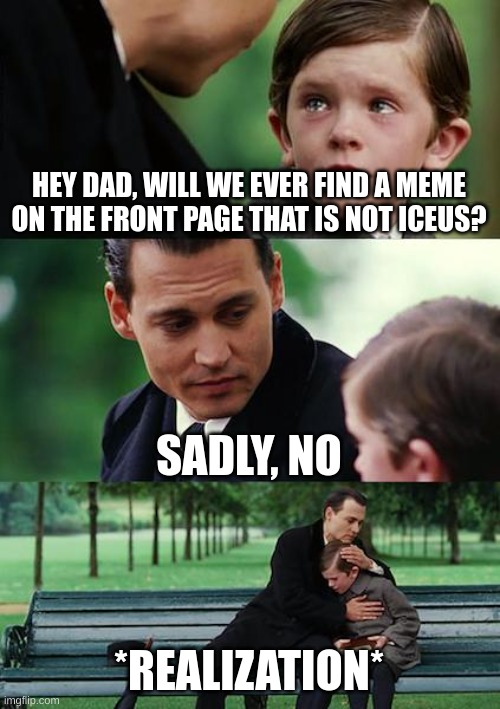 HEY DAD, WILL WE EVER FIND A MEME
ON THE FRONT PAGE THAT IS NOT ICEUS?
SADLY, NO
*REALIZATION*
imgflip.com